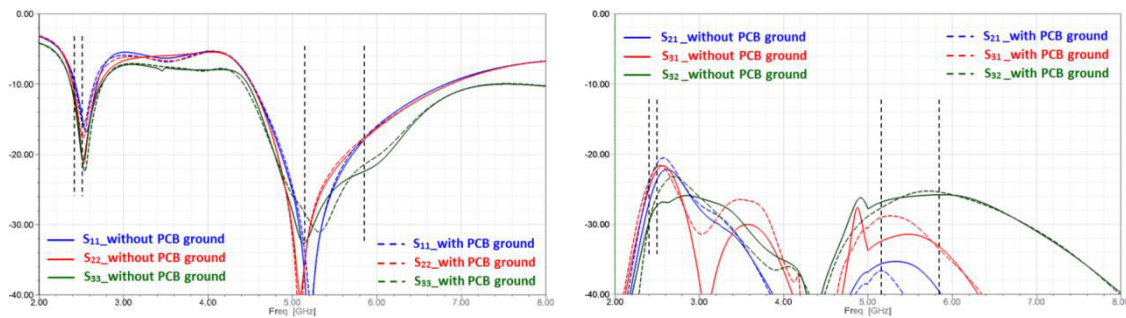 0.00
-10.00
-20.00
-30.00
-40.00
S₁₁_without PCB ground
S₂₂_without PCB ground
S₃₃_without PCB ground
S₁₁_with PCB ground
S₂₂_with PCB ground
S₃₃_with PCB ground
2.00 3.00 4.00 5.00 6.00 7.00 8.00
Freq [GHz]
0.00
-10.00
-20.00
-30.00
-40.00
S₂₁_without PCB ground
S₃₁_without PCB ground
S₃₂_without PCB ground
S₂₁_with PCB ground
S₃₁_with PCB ground
S₃₂_with PCB ground
2.00 3.00 4.00 5.00 6.00 7.00 8.00
Freq [GHz]